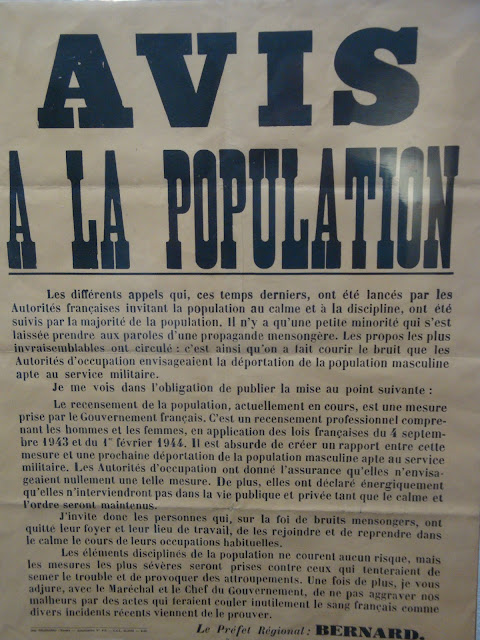 AVIS
A LA POPULATION
Les différents appels qui, ces temps derniers, ont été lancés par les
Autorités françaises invitant la population au calme et à la discipline, ont été
suivis par la majorité de la population. Il n'y a qu'une petite minorité qui s'est
laissée prendre aux paroles d'une propagande mensongère. Les propos les plus
invraisemblables ont circulé : c'est ainsi qu'on a fait courir le bruit que les
Autorités d'occupation envisageaient la déportation de la population masculine
apte au service militaire.
Je me vois dans l'obligation de publier la mise au point suivante :
Le recensement de la population, actuellement en cours, est une mesure
prise par le Gouvernement français. C'est un recensement professionnel compre-
nant les hommes et les femmes, en application des lois françaises du 4 septem-
bre 1943 et du 1er février 1944. Il est absurde de créer un rapport entre cette
mesure et une prochaine déportation de la population masculine apte au service
militaire. Les Autorités d'occupation ont donné l'assurance qu'elles n'envisa-
geaient nullement une telle mesure. De plus, elles ont déclaré énergiquement
qu'elles n'interviendront pas dans la vie publique et privée tant que le calme et
l'ordre seront maintenus.
J'invite donc les personnes qui, sur la foi de bruits mensongers, ont
quitté leur foyer et leur lieu de travail, de les rejoindre et de reprendre dans
le calme le cours de leurs occupations habituelles.
Les éléments disciplinés de la population ne courent aucun risque, mais
les mesures les plus sévères seront prises contre ceux qui tenteraient de
semer le trouble et de provoquer des attroupements. Une fois de plus, je vous
adjure, avec le Maréchal et le Chef du Gouvernement, de ne pas aggraver nos
malheurs par des actes qui feraient couler inutilement le sang français comme
divers incidents récents viennent de le prouver.
Le Préfet Régional : BERNARD.